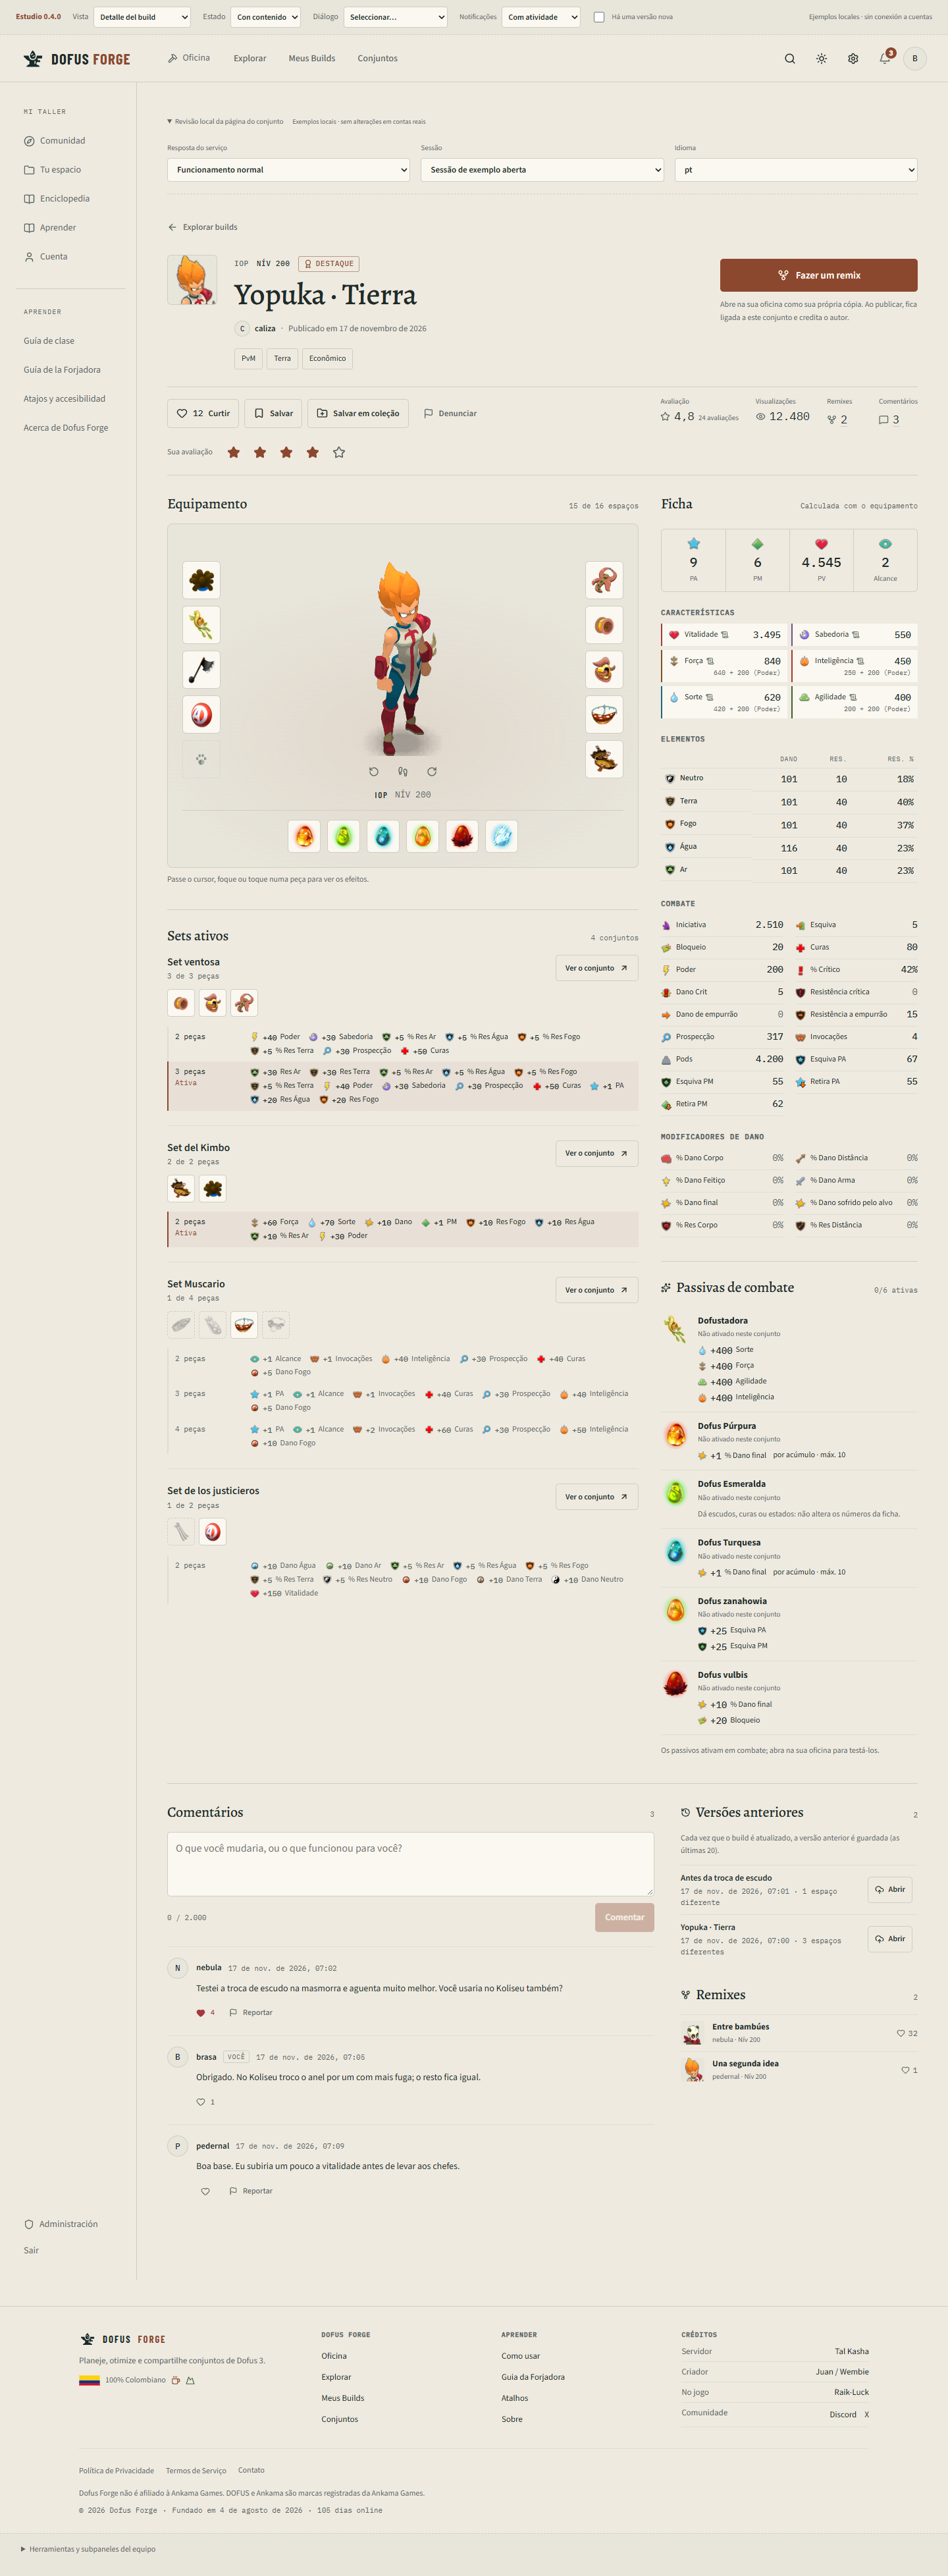 Estudio 0.4.0 Vista Detalle del build Estado Con contenido Diálogo Seleccionar... Notificações Com atividade Há uma versão nova Ejemplos locales · sin conexión a cuentas
DOFUS FORGE Oficina Explorar Meus Builds Conjuntos 3 B
MI TALLER
Comunidad
Tu espacio
Enciclopedia
Aprender
Cuenta
APRENDER
Guía de clase
Guía de la Forjadora
Atajos y accesibilidad
Acerca de Dofus Forge
Administración
Sair
▼ Revisão local da página do conjunto Exemplos locais · sem alterações em contas reais
Resposta do serviço Sessão Idioma
Funcionamento normal Sessão de exemplo aberta pt
Explorar builds
IOP NÍV 200 DESTAQUE
Yopuka · Tierra
C caliza · Publicado em 17 de novembro de 2026
PvM Terra Econômico
Fazer um remix
Abre na sua oficina como sua própria cópia. Ao publicar, fica
ligada a este conjunto e credita o autor.
12 Curtir Salvar Salvar em coleção Denunciar
Avaliação Visualizações Remixes Comentários
4,8 24 avaliações 12.480 2 3
Sua avaliação
Equipamento 15 de 16 espaços
IOP NÍV 200
Passe o cursor, foque ou toque numa peça para ver os efeitos.
Sets ativos 4 conjuntos
Set ventosa Ver o conjunto
3 de 3 peças
2 peças +40 Poder +30 Sabedoria +5 % Res Ar +5 % Res Água +5 % Res Fogo
+5 % Res Terra +30 Prospecção +50 Curas
3 peças +30 Res Ar +30 Res Terra +5 % Res Ar +5 % Res Água +5 % Res Fogo
Ativa +5 % Res Terra +40 Poder +30 Sabedoria +30 Prospecção +50 Curas +1 PA
+20 Res Água +20 Res Fogo
Set del Kimbo Ver o conjunto
2 de 2 peças
2 peças +60 Força +70 Sorte +10 Dano +1 PM +10 Res Fogo +10 Res Água
Ativa +10 % Res Ar +30 Poder
Set Muscario Ver o conjunto
1 de 4 peças
2 peças +1 Alcance +1 Invocações +40 Inteligência +30 Prospecção +40 Curas
+5 Dano Fogo
3 peças +1 PA +1 Alcance +1 Invocações +40 Curas +30 Prospecção +40 Inteligência
+5 Dano Fogo
4 peças +1 PA +1 Alcance +2 Invocações +60 Curas +30 Prospecção +50 Inteligência
+10 Dano Fogo
Set de los justicieros Ver o conjunto
1 de 2 peças
2 peças +10 Dano Água +10 Dano Ar +5 % Res Ar +5 % Res Água +5 % Res Fogo
+5 % Res Terra +5 % Res Neutro +10 Dano Fogo +10 Dano Terra +10 Dano Neutro
+150 Vitalidade
Ficha Calculada com o equipamento
9 6 4.545 2
PA PM PV Alcance
CARACTERÍSTICAS
Vitalidade 3.495 Sabedoria 550
Força 840 Inteligência 450
640 + 200 (Poder) 250 + 200 (Poder)
Sorte 620 Agilidade 400
420 + 200 (Poder) 200 + 200 (Poder)
ELEMENTOS
DANO RES. RES. %
Neutro 101 10 18%
Terra 101 40 40%
Fogo 101 40 37%
Água 116 40 23%
Ar 101 40 23%
COMBATE
Iniciativa 2.510 Esquiva 5
Bloqueio 20 Curas 80
Poder 200 % Crítico 42%
Dano Crit 5 Resistência crítica 0
Dano de empurrão 0 Resistência a empurrão 15
Prospecção 317 Invocações 4
Pods 4.200 Esquiva PA 67
Esquiva PM 55 Retira PA 55
Retira PM 62
MODIFICADORES DE DANO
% Dano Corpo 0% % Dano Distância 0%
% Dano Feitiço 0% % Dano Arma 0%
% Dano final 0% % Dano sofrido pelo alvo 0%
% Res Corpo 0% % Res Distância 0%
Passivas de combate 0/6 ativas
Dofustadora
Não ativado neste conjunto
+400 Sorte
+400 Força
+400 Agilidade
+400 Inteligência
Dofus Púrpura
Não ativado neste conjunto
+1 % Dano final por acúmulo · máx. 10
Dofus Esmeralda
Não ativado neste conjunto
Dá escudos, curas ou estados: não altera os números da ficha.
Dofus Turquesa
Não ativado neste conjunto
+1 % Dano final por acúmulo · máx. 10
Dofus zanahowia
Não ativado neste conjunto
+25 Esquiva PA
+25 Esquiva PM
Dofus vulbis
Não ativado neste conjunto
+10 % Dano final
+20 Bloqueio
Os passivos ativam em combate; abra na sua oficina para testá-los.
Comentários 3
O que você mudaria, ou o que funcionou para você?
0 / 2.000 Comentar
N nebula 17 de nov. de 2026, 07:02
Testei a troca de escudo na masmorra e aguenta muito melhor. Você usaria no Koliseu também?
4 Reportar
B brasa VOCÊ 17 de nov. de 2026, 07:05
Obrigado. No Koliseu troco o anel por um com mais fuga; o resto fica igual.
1
P pedernal 17 de nov. de 2026, 07:09
Boa base. Eu subiria um pouco a vitalidade antes de levar aos chefes.
Reportar
Versões anteriores 2
Cada vez que o build é atualizado, a versão anterior é guardada (as
últimas 20).
Antes da troca de escudo
17 de nov. de 2026, 07:01 · 1 espaço
diferente
Abrir
Yopuka · Tierra
17 de nov. de 2026, 07:00 · 3 espaços
diferentes
Abrir
Remixes 2
Entre bambúes
nebula · Nív 200
32
Una segunda idea
pedernal · Nív 200
1
DOFUS FORGE
Planeje, otimize e compartilhe conjuntos de Dofus 3.
100% Colombiano
DOFUS FORGE
Oficina
Explorar
Meus Builds
Conjuntos
APRENDER
Como usar
Guia da Forjadora
Atalhos
Sobre
CRÉDITOS
Servidor Tal Kasha
Criador Juan / Wembie
No jogo Raik-Luck
Comunidade Discord X
Política de Privacidade Termos de Serviço Contato
Dofus Forge não é afiliado à Ankama Games. DOFUS e Ankama são marcas registradas da Ankama Games.
© 2026 Dofus Forge · Fundado em 4 de agosto de 2026 · 105 dias online
▶ Herramientas y subpaneles del equipo